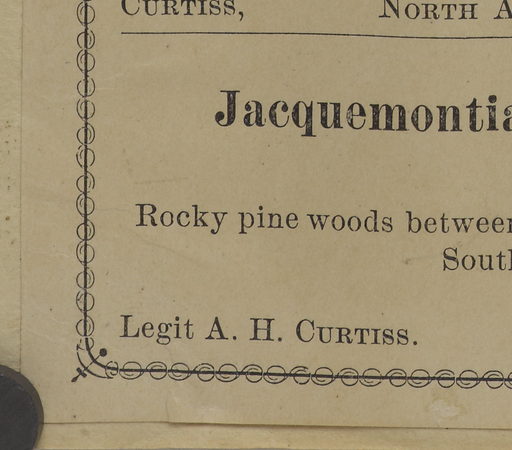 CURTISS, NORTH A
Jacquemontia
Rocky pine woods between
South
Legit A. H. CURTISS.